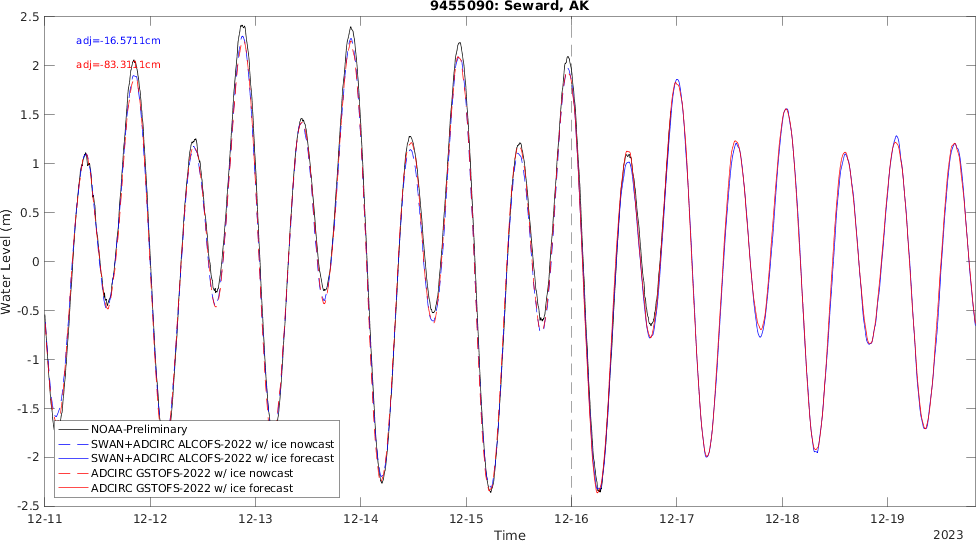 9455090: Seward, AK
adj=-16.5711cm
adj=-83.3111cm
Water Level (m)
2.5
2
1.5
1
0.5
0
-0.5
-1
-1.5
-2
-2.5
NOAA-Preliminary
SWAN+ADCIRC ALCOFS-2022 w/ ice nowcast
SWAN+ADCIRC ALCOFS-2022 w/ ice forecast
ADCIRC GSTOFS-2022 w/ ice nowcast
ADCIRC GSTOFS-2022 w/ ice forecast
12-11 12-12 12-13 12-14 12-15 12-16 12-17 12-18 12-19
Time
2023